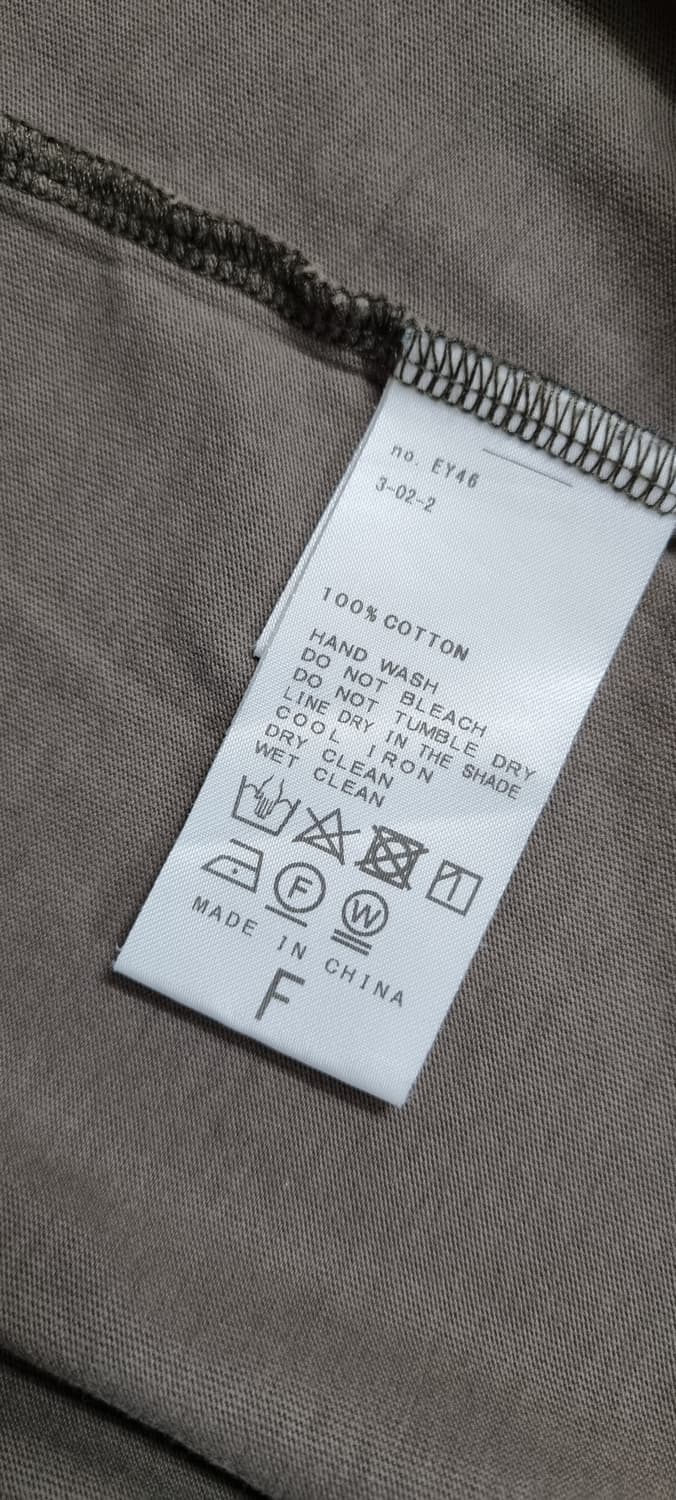 no. EY46
3-02-2
100% COTTON
HAND WASH
DO NOT BLEACH
DO NOT TUMBLE DRY
LINE DRY IN THE SHADE
COOL IRON
DRY CLEAN
WET CLEAN
F W
MADE IN CHINA
F